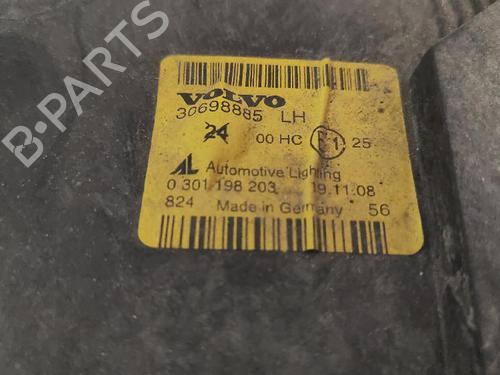 B-PARTS
VOLVO
30698885 LH
24 00 HC E1 25
AL Automotive Lighting
0 301 198 203 19.11.08
824 Made in Germany 56